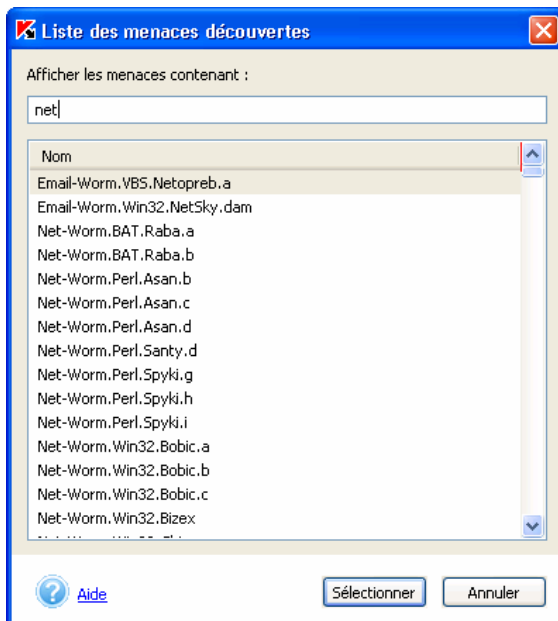 Liste des menaces découvertes
Afficher les menaces contenant :
net
Nom
Email-Worm.VBS.Netopreb.a
Email-Worm.Win32.NetSky.dam
Net-Worm.BAT.Raba.a
Net-Worm.BAT.Raba.b
Net-Worm.Perl.Asan.b
Net-Worm.Perl.Asan.c
Net-Worm.Perl.Asan.d
Net-Worm.Perl.Santy.d
Net-Worm.Perl.Spyki.g
Net-Worm.Perl.Spyki.h
Net-Worm.Perl.Spyki.i
Net-Worm.Win32.Bobic.a
Net-Worm.Win32.Bobic.b
Net-Worm.Win32.Bobic.c
Net-Worm.Win32.Bizex
Aide
Sélectionner
Annuler